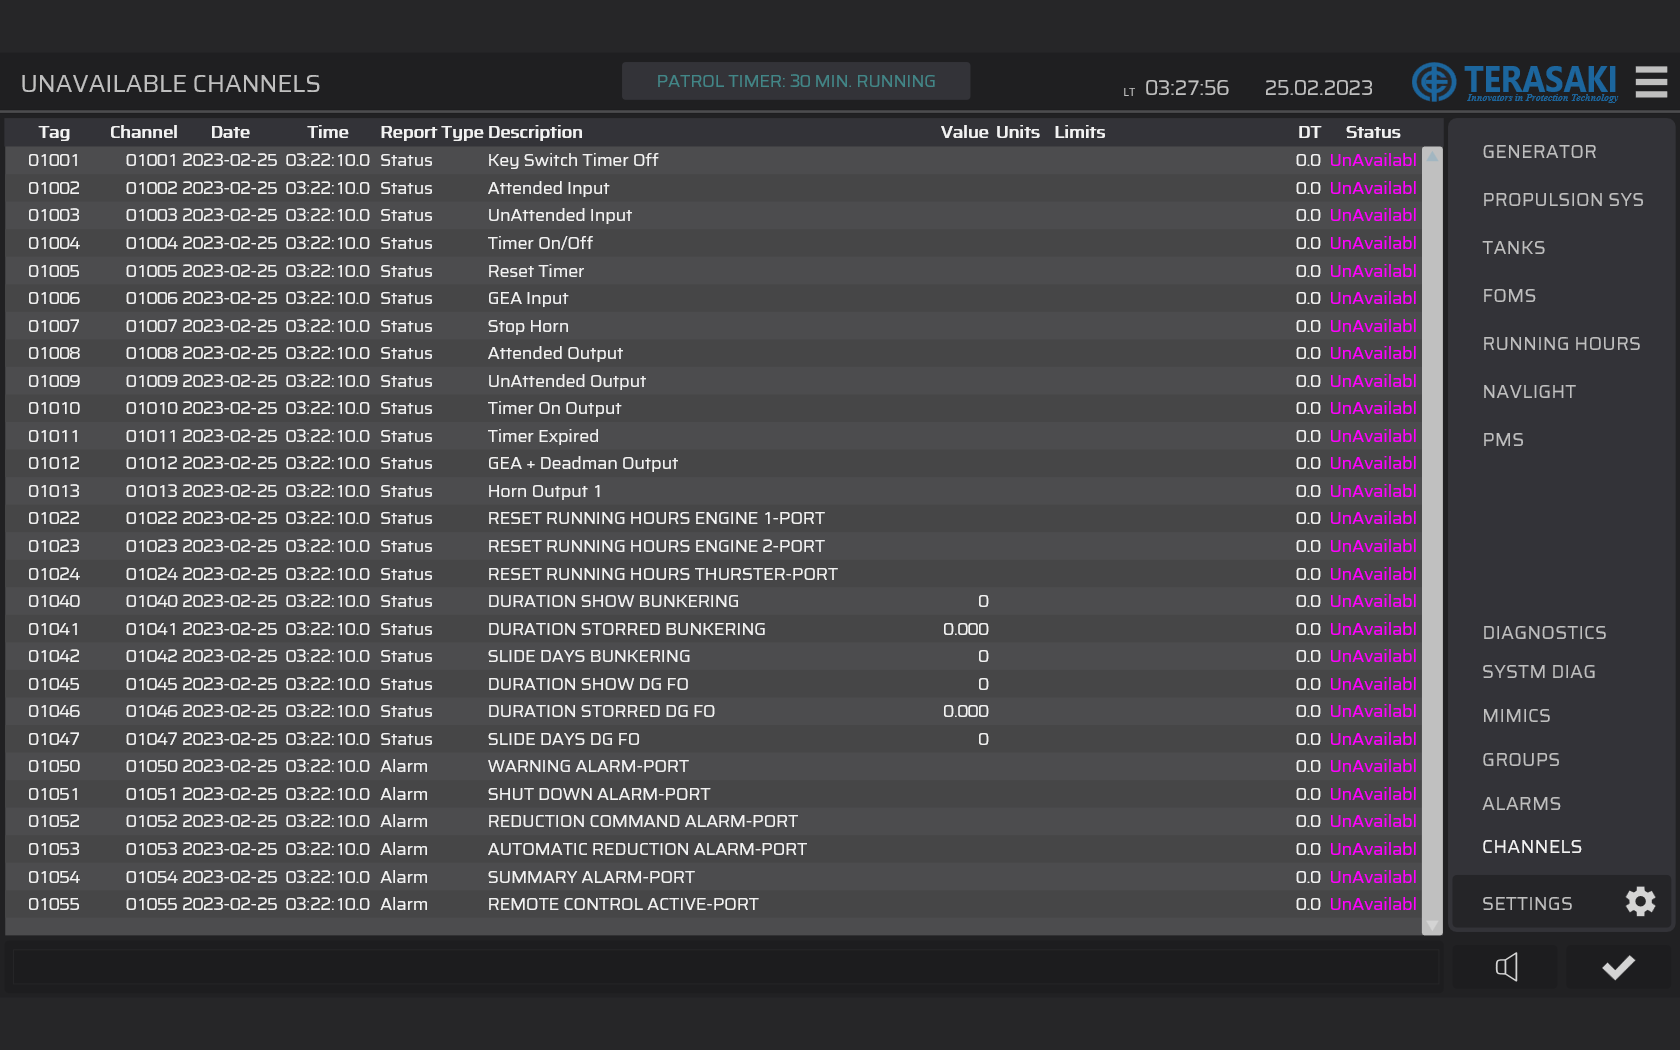 UNAVAILABLE CHANNELS PATROL TIMER: 30 MIN. RUNNING LT 03:27:56 25.02.2023 TERASAKI
Innovators in Protection Technology
Tag Channel Date Time Report Type Description Value Units Limits DT Status
01001 01001 2023-02-25 03:22:10.0 Status Key Switch Timer Off 0.0 UnAvailabl
01002 01002 2023-02-25 03:22:10.0 Status Attended Input 0.0 UnAvailabl
01003 01003 2023-02-25 03:22:10.0 Status UnAttended Input 0.0 UnAvailabl
01004 01004 2023-02-25 03:22:10.0 Status Timer On/Off 0.0 UnAvailabl
01005 01005 2023-02-25 03:22:10.0 Status Reset Timer 0.0 UnAvailabl
01006 01006 2023-02-25 03:22:10.0 Status GEA Input 0.0 UnAvailabl
01007 01007 2023-02-25 03:22:10.0 Status Stop Horn 0.0 UnAvailabl
01008 01008 2023-02-25 03:22:10.0 Status Attended Output 0.0 UnAvailabl
01009 01009 2023-02-25 03:22:10.0 Status UnAttended Output 0.0 UnAvailabl
01010 01010 2023-02-25 03:22:10.0 Status Timer On Output 0.0 UnAvailabl
01011 01011 2023-02-25 03:22:10.0 Status Timer Expired 0.0 UnAvailabl
01012 01012 2023-02-25 03:22:10.0 Status GEA + Deadman Output 0.0 UnAvailabl
01013 01013 2023-02-25 03:22:10.0 Status Horn Output 1 0.0 UnAvailabl
01022 01022 2023-02-25 03:22:10.0 Status RESET RUNNING HOURS ENGINE 1-PORT 0.0 UnAvailabl
01023 01023 2023-02-25 03:22:10.0 Status RESET RUNNING HOURS ENGINE 2-PORT 0.0 UnAvailabl
01024 01024 2023-02-25 03:22:10.0 Status RESET RUNNING HOURS THURSTER-PORT 0.0 UnAvailabl
01040 01040 2023-02-25 03:22:10.0 Status DURATION SHOW BUNKERING 0 0.0 UnAvailabl
01041 01041 2023-02-25 03:22:10.0 Status DURATION STORRED BUNKERING 0.000 0.0 UnAvailabl
01042 01042 2023-02-25 03:22:10.0 Status SLIDE DAYS BUNKERING 0 0.0 UnAvailabl
01045 01045 2023-02-25 03:22:10.0 Status DURATION SHOW DG FO 0 0.0 UnAvailabl
01046 01046 2023-02-25 03:22:10.0 Status DURATION STORRED DG FO 0.000 0.0 UnAvailabl
01047 01047 2023-02-25 03:22:10.0 Status SLIDE DAYS DG FO 0 0.0 UnAvailabl
01050 01050 2023-02-25 03:22:10.0 Alarm WARNING ALARM-PORT 0.0 UnAvailabl
01051 01051 2023-02-25 03:22:10.0 Alarm SHUT DOWN ALARM-PORT 0.0 UnAvailabl
01052 01052 2023-02-25 03:22:10.0 Alarm REDUCTION COMMAND ALARM-PORT 0.0 UnAvailabl
01053 01053 2023-02-25 03:22:10.0 Alarm AUTOMATIC REDUCTION ALARM-PORT 0.0 UnAvailabl
01054 01054 2023-02-25 03:22:10.0 Alarm SUMMARY ALARM-PORT 0.0 UnAvailabl
01055 01055 2023-02-25 03:22:10.0 Alarm REMOTE CONTROL ACTIVE-PORT 0.0 UnAvailabl
GENERATOR
PROPULSION SYS
TANKS
FOMS
RUNNING HOURS
NAVLIGHT
PMS
DIAGNOSTICS
SYSTM DIAG
MIMICS
GROUPS
ALARMS
CHANNELS
SETTINGS